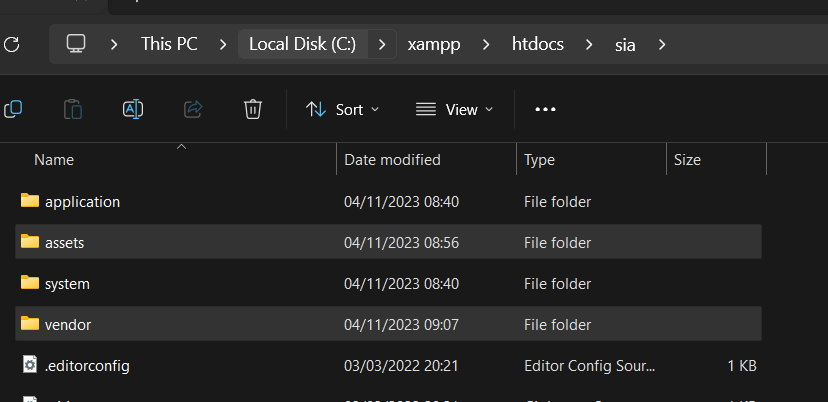 This PC > Local Disk (C:) > xampp > htdocs > sia >
Sort View
Name Date modified Type Size
application 04/11/2023 08:40 File folder
assets 04/11/2023 08:56 File folder
system 04/11/2023 08:40 File folder
vendor 04/11/2023 09:07 File folder
.editorconfig 03/03/2022 20:21 Editor Config Sour... 1 KB